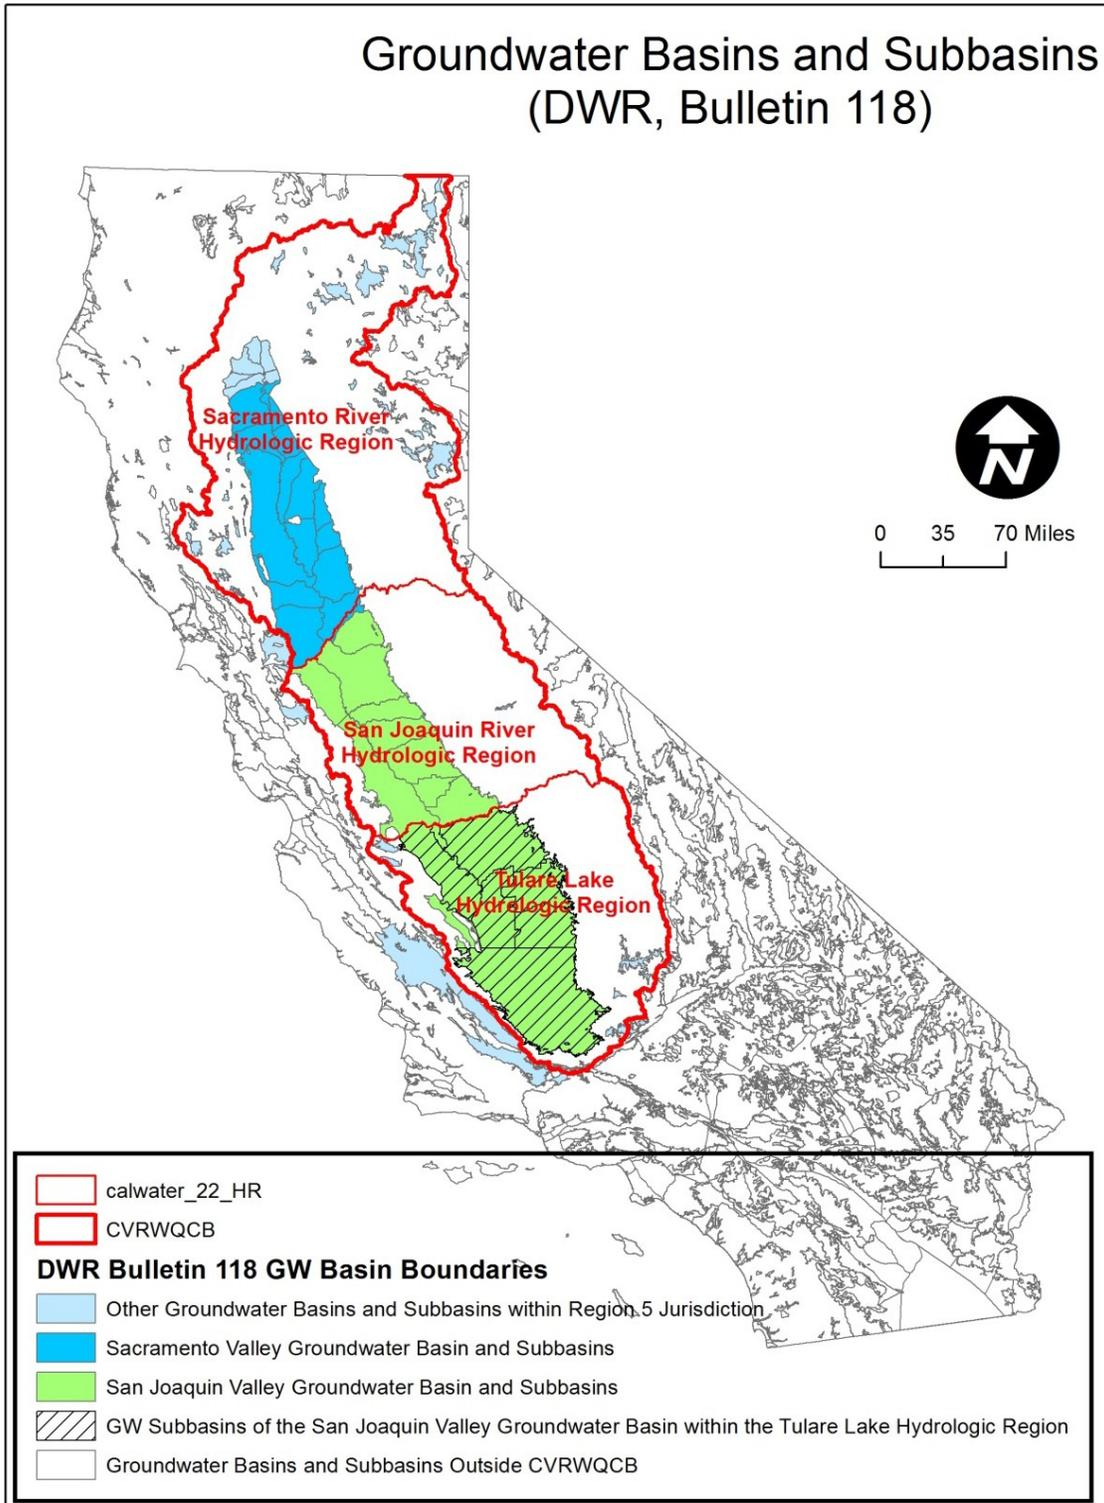 Groundwater Basins and Subbasins
(DWR, Bulletin 118)
Sacramento River
Hydrologic Region
N
0 35 70 Miles
San Joaquin River
Hydrologic Region
Tulare Lake
Hydrologic Region
calwater_22_HR
CVRWQCB
DWR Bulletin 118 GW Basin Boundaries
Other Groundwater Basins and Subbasins within Region 5 Jurisdiction
Sacramento Valley Groundwater Basin and Subbasins
San Joaquin Valley Groundwater Basin and Subbasins
GW Subbasins of the San Joaquin Valley Groundwater Basin within the Tulare Lake Hydrologic Region
Groundwater Basins and Subbasins Outside CVRWQCB